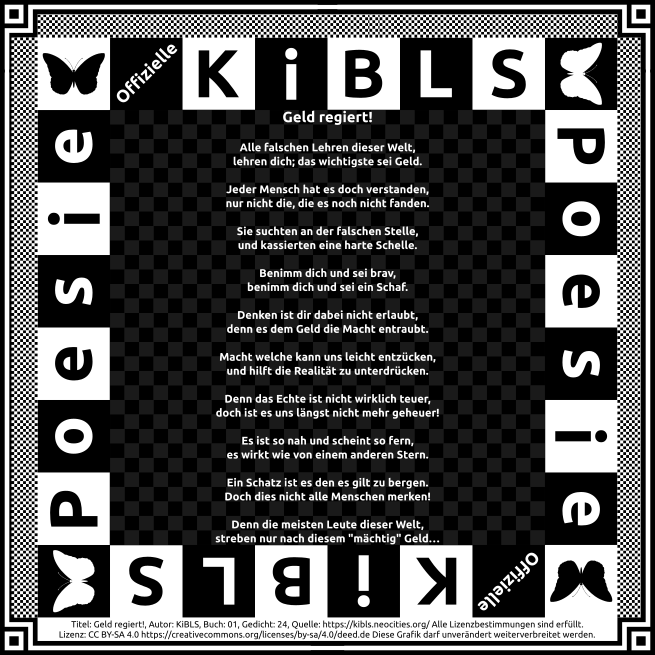 Offizielle KiBLS
Poesie
Poesie
Geld regiert!
Alle falschen Lehren dieser Welt,
lehren dich; das wichtigste sei Geld.
Jeder Mensch hat es doch verstanden,
nur nicht die, die es noch nicht fanden.
Sie suchten an der falschen Stelle,
und kassierten eine harte Schelle.
Benimm dich und sei brav,
benimm dich und sei ein Schaf.
Denken ist dir dabei nicht erlaubt,
denn es dem Geld die Macht entraubt.
Macht welche kann uns leicht entzücken,
und hilft die Realität zu unterdrücken.
Denn das Echte ist nicht wirklich teuer,
doch ist es uns längst nicht mehr geheuer!
Es ist so nah und scheint so fern,
es wirkt wie von einem anderen Stern.
Ein Schatz ist es den es gilt zu bergen.
Doch dies nicht alle Menschen merken!
Denn die meisten Leute dieser Welt,
streben nur nach diesem "mächtig" Geld...
Offizielle KiBLS
Titel: Geld regiert!, Autor: KiBLS, Buch: 01, Gedicht: 24, Quelle: https://kibls.neocities.org/ Alle Lizenzbestimmungen sind erfüllt.
Lizenz: CC BY-SA 4.0 https://creativecommons.org/licenses/by-sa/4.0/deed.de Diese Grafik darf unverändert weiterverbreitet werden.